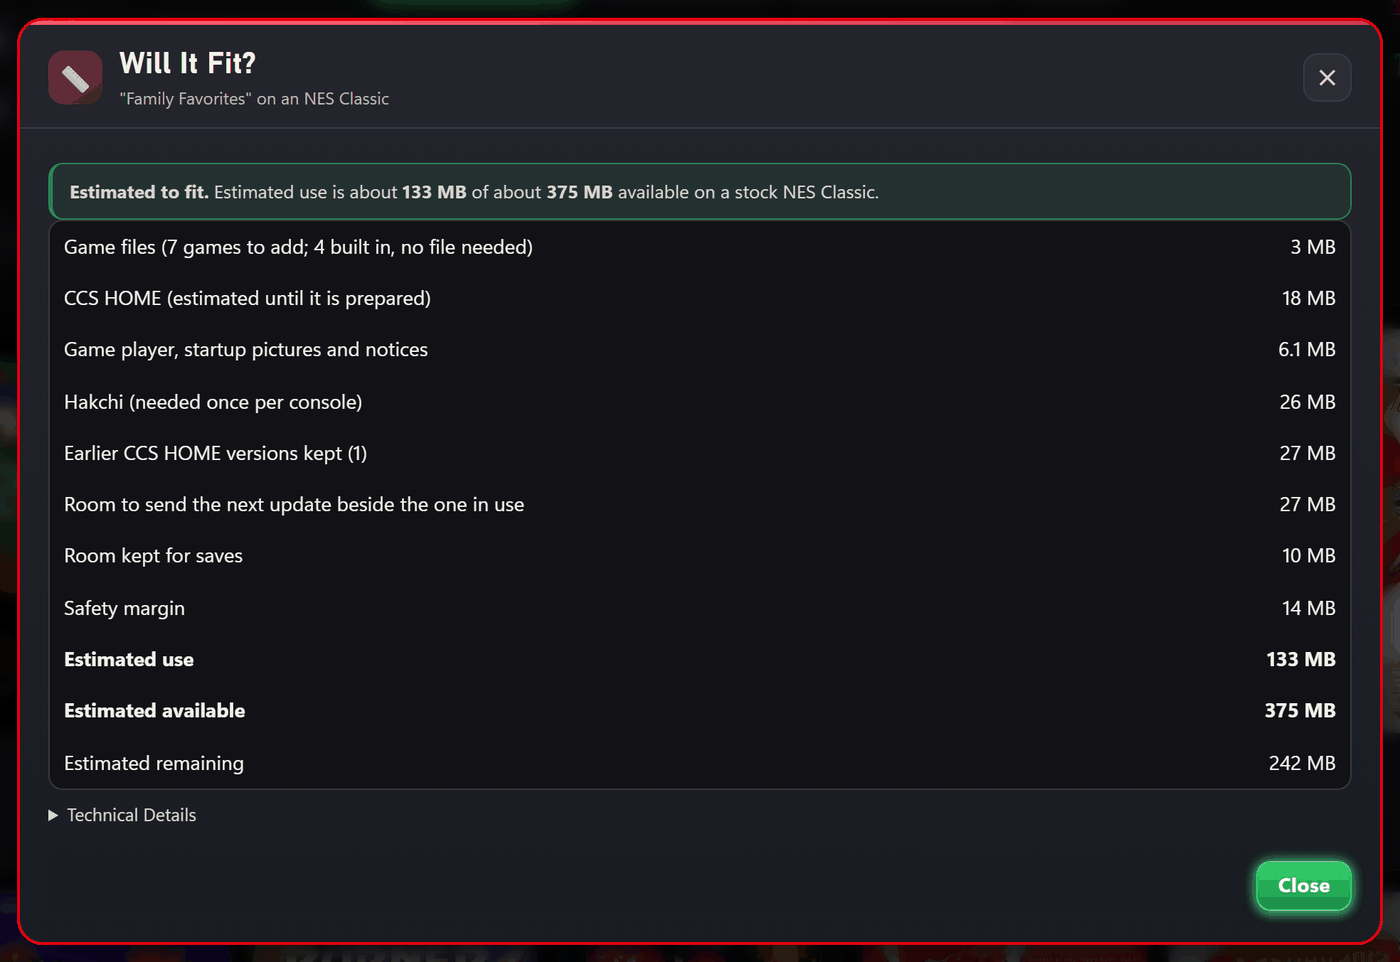 Will It Fit?
"Family Favorites" on an NES Classic
Estimated to fit. Estimated use is about 133 MB of about 375 MB available on a stock NES Classic.
Game files (7 games to add; 4 built in, no file needed) 3 MB
CCS HOME (estimated until it is prepared) 18 MB
Game player, startup pictures and notices 6.1 MB
Hakchi (needed once per console) 26 MB
Earlier CCS HOME versions kept (1) 27 MB
Room to send the next update beside the one in use 27 MB
Room kept for saves 10 MB
Safety margin 14 MB
Estimated use 133 MB
Estimated available 375 MB
Estimated remaining 242 MB
Technical Details
Close